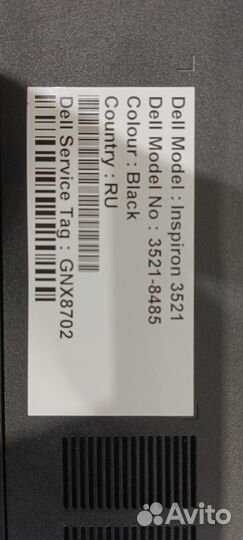 Dell Model : Inspiron 3521
Dell Model No : 3521-8485
Colour : Black
Country : RU
Dell Service Tag : GNX8702
Avito